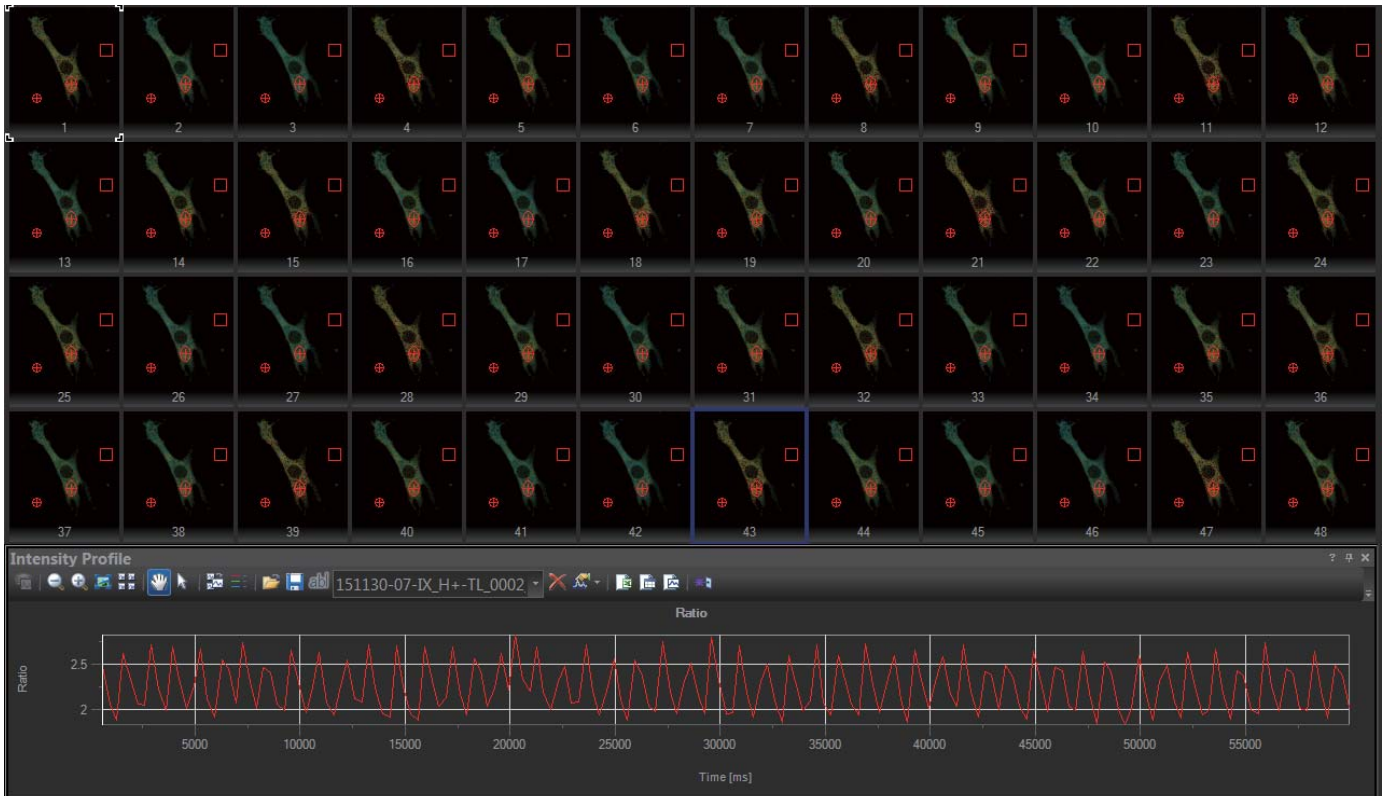 1 2 3 4 5 6 7 8 9 10 11 12
13 14 15 16 17 18 19 20 21 22 23 24
25 26 27 28 29 30 31 32 33 34 35 36
37 38 39 40 41 42 43 44 45 46 47 48
Intensity Profile
abl 151130-07-IX_H+-TL_0002
Ratio
Ratio
2.5
2
5000 10000 15000 20000 25000 30000 35000 40000 45000 50000 55000
Time [ms]